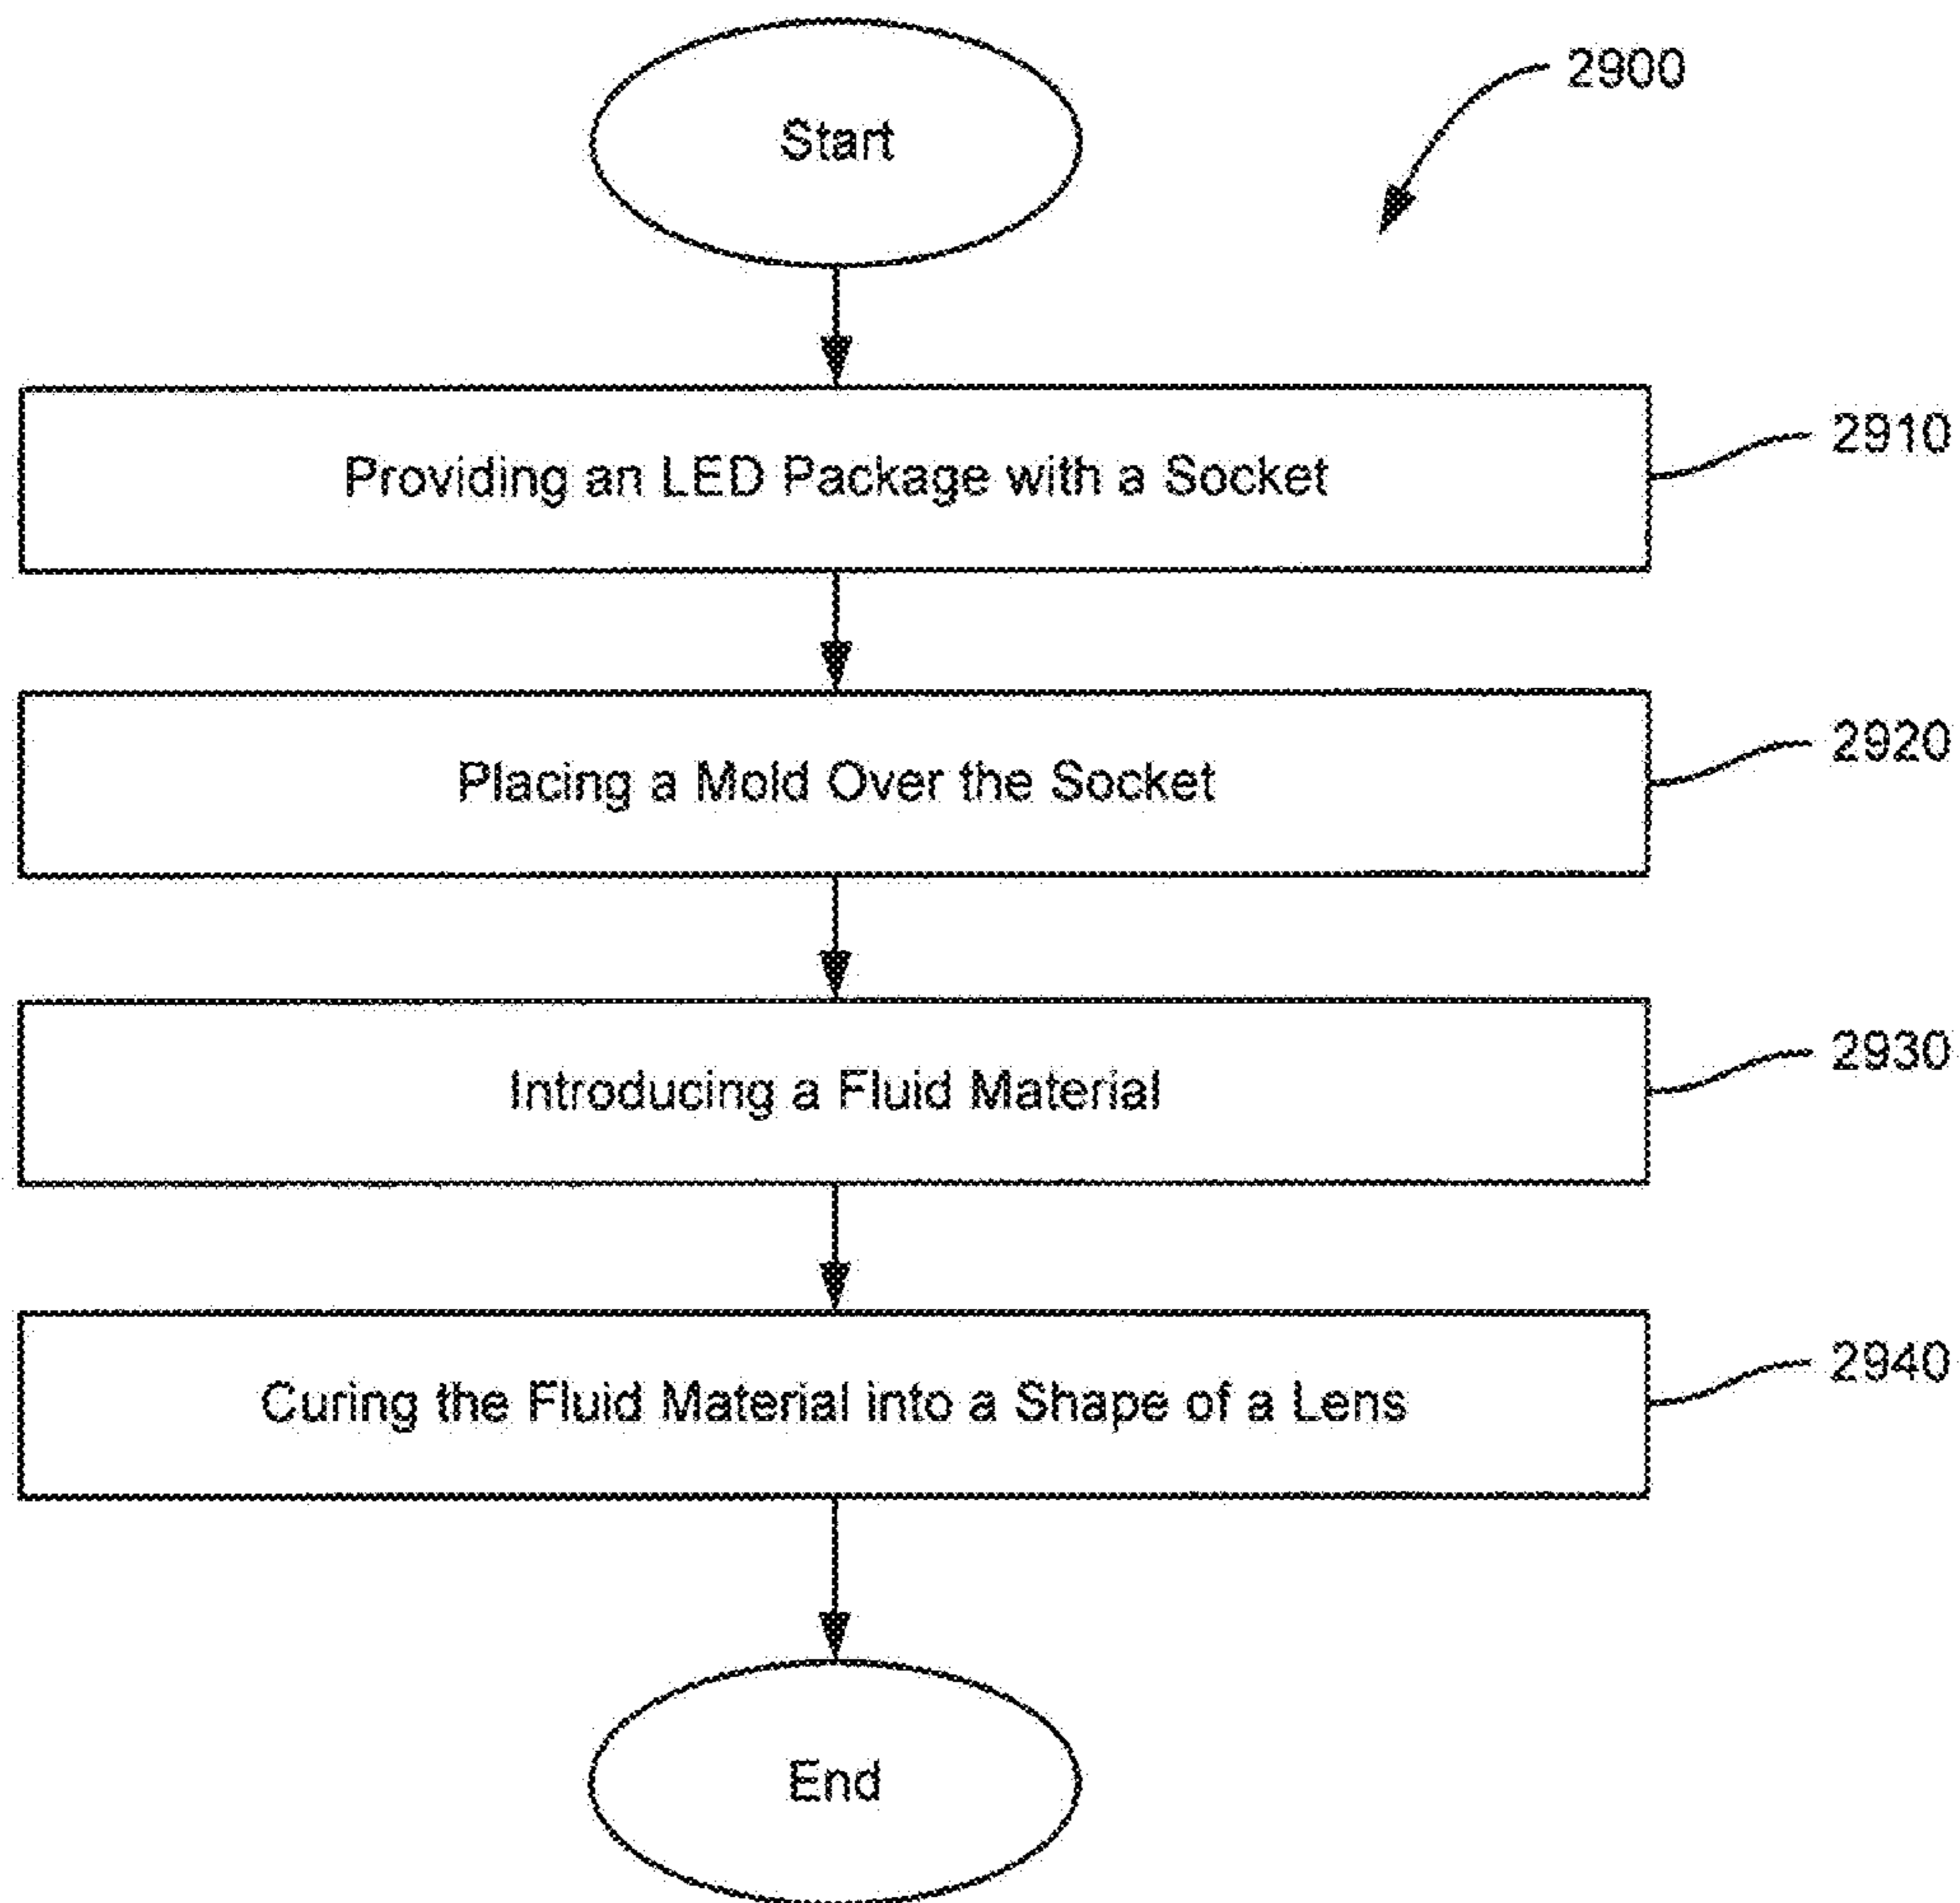 2900
Start
Providing an LED Package with a Socket
2910
Placing a Mold Over the Socket
2920
Introducing a Fluid Material
2930
Curing the Fluid Material into a Shape of a Lens
2940
End